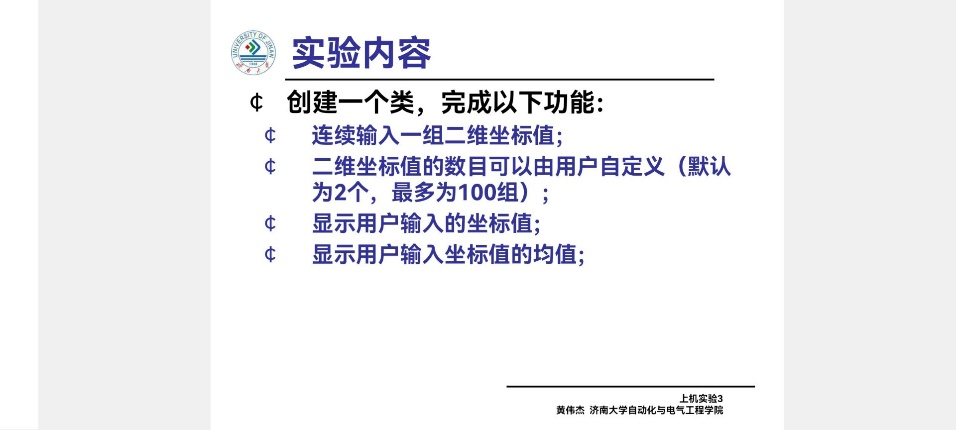 UNIVERSITY OF JINAN
实验内容
¢ 创建一个类，完成以下功能:
¢ 连续输入一组二维坐标值;
¢ 二维坐标值的数目可以由用户自定义（默认
为2个，最多为100组）;
¢ 显示用户输入的坐标值;
¢ 显示用户输入坐标值的均值;
上机实验3
黄伟杰 济南大学自动化与电气工程学院